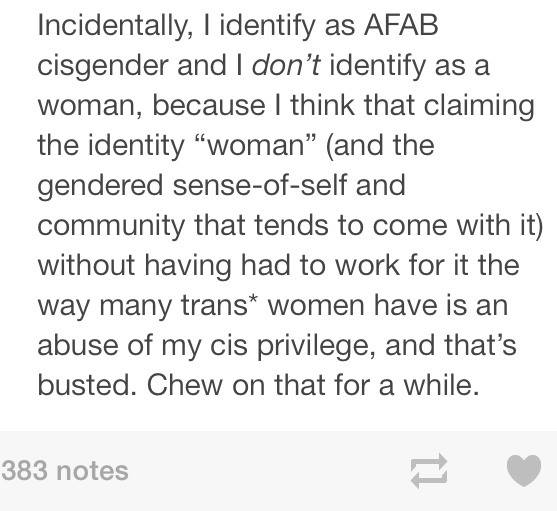 Incidentally, I identify as AFAB
cisgender and I don’t identify as a
woman, because I think that claiming
the identity “woman” (and the
gendered sense-of-self and
community that tends to come with it)
without having had to work for it the
way many trans* women have is an
abuse of my cis privilege, and that’s
busted. Chew on that for a while.
383 notes